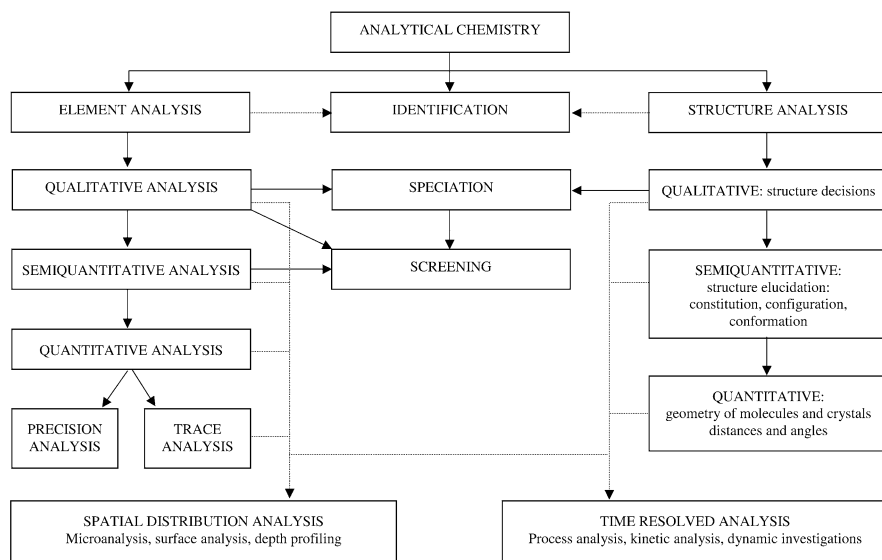 ANALYTICAL CHEMISTRY
ELEMENT ANALYSIS
IDENTIFICATION
STRUCTURE ANALYSIS
QUALITATIVE ANALYSIS
SPECIATION
QUALITATIVE: structure decisions
SEMIQUANTITATIVE ANALYSIS
SCREENING
SEMIQUANTITATIVE:
structure elucidation:
constitution, configuration,
conformation
QUANTITATIVE ANALYSIS
QUANTITATIVE:
geometry of molecules and crystals
distances and angles
PRECISION
ANALYSIS
TRACE
ANALYSIS
SPATIAL DISTRIBUTION ANALYSIS
Microanalysis, surface analysis, depth profiling
TIME RESOLVED ANALYSIS
Process analysis, kinetic analysis, dynamic investigations